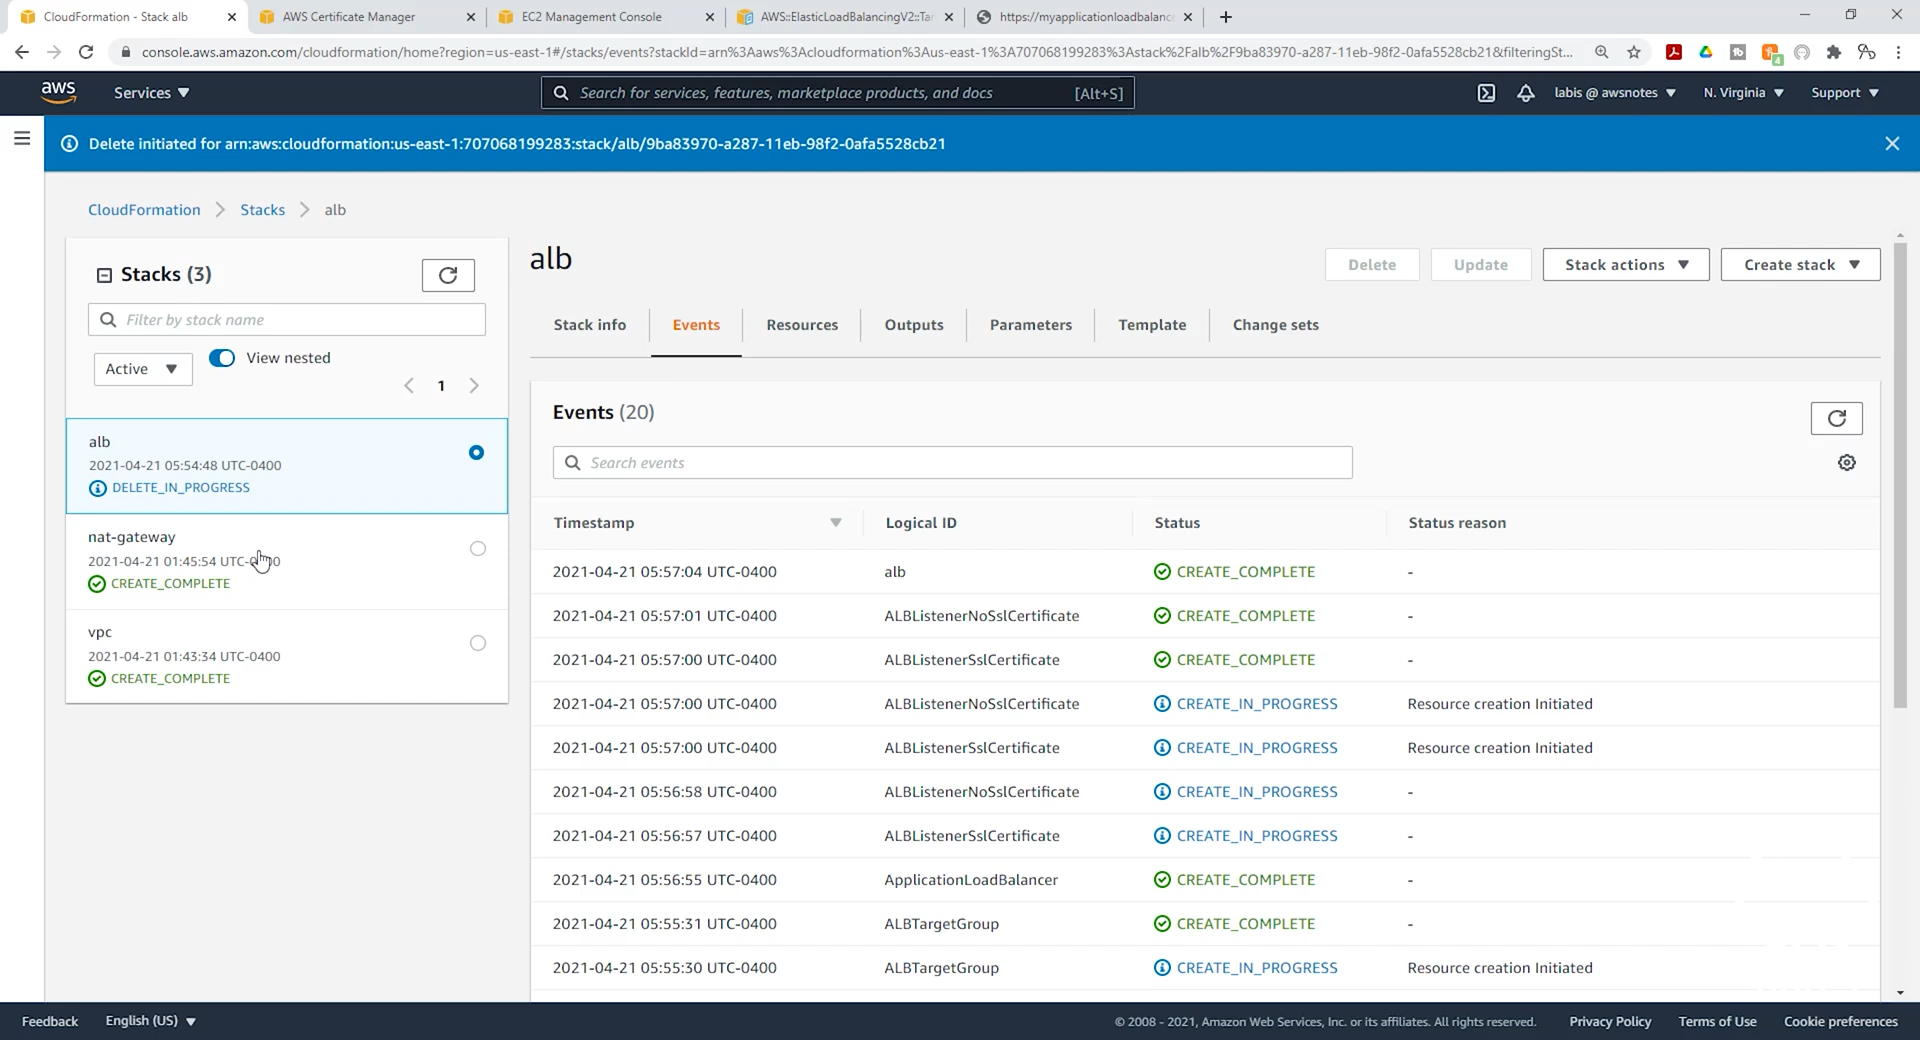 CloudFormation - Stack alb
AWS Certificate Manager
EC2 Management Console
AWS::ElasticLoadBalancingV2::Tar
https://myapplicationloadbalanc
console.aws.amazon.com/cloudformation/home?region=us-east-1#/stacks/events?stackId=arn%3Aaws%3Acloudformation%3Aus-east-1%3A707068199283%3Astack%2Falb%2F9ba83970-a287-11eb-98f2-0afa5528cb21&filteringSt...
aws
Services
Search for services, features, marketplace products, and docs
[Alt+S]
labis @ awsnotes
N. Virginia
Support
Delete initiated for arn:aws:cloudformation:us-east-1:707068199283:stack/alb/9ba83970-a287-11eb-98f2-0afa5528cb21
CloudFormation
Stacks
alb
Stacks (3)
Filter by stack name
Active
View nested
1
alb
2021-04-21 05:54:48 UTC-0400
DELETE_IN_PROGRESS
nat-gateway
2021-04-21 01:45:54 UTC-0400
CREATE_COMPLETE
vpc
2021-04-21 01:43:34 UTC-0400
CREATE_COMPLETE
alb
Delete
Update
Stack actions
Create stack
Stack info
Events
Resources
Outputs
Parameters
Template
Change sets
Events (20)
Search events
Timestamp Logical ID Status Status reason
2021-04-21 05:57:04 UTC-0400 alb CREATE_COMPLETE -
2021-04-21 05:57:01 UTC-0400 ALBListenerNoSslCertificate CREATE_COMPLETE -
2021-04-21 05:57:00 UTC-0400 ALBListenerSslCertificate CREATE_COMPLETE -
2021-04-21 05:57:00 UTC-0400 ALBListenerNoSslCertificate CREATE_IN_PROGRESS Resource creation Initiated
2021-04-21 05:57:00 UTC-0400 ALBListenerSslCertificate CREATE_IN_PROGRESS Resource creation Initiated
2021-04-21 05:56:58 UTC-0400 ALBListenerNoSslCertificate CREATE_IN_PROGRESS -
2021-04-21 05:56:57 UTC-0400 ALBListenerSslCertificate CREATE_IN_PROGRESS -
2021-04-21 05:56:55 UTC-0400 ApplicationLoadBalancer CREATE_COMPLETE -
2021-04-21 05:55:31 UTC-0400 ALBTargetGroup CREATE_COMPLETE -
2021-04-21 05:55:30 UTC-0400 ALBTargetGroup CREATE_IN_PROGRESS Resource creation Initiated
Feedback
English (US)
© 2008 - 2021, Amazon Web Services, Inc. or its affiliates. All rights reserved.
Privacy Policy
Terms of Use
Cookie preferences